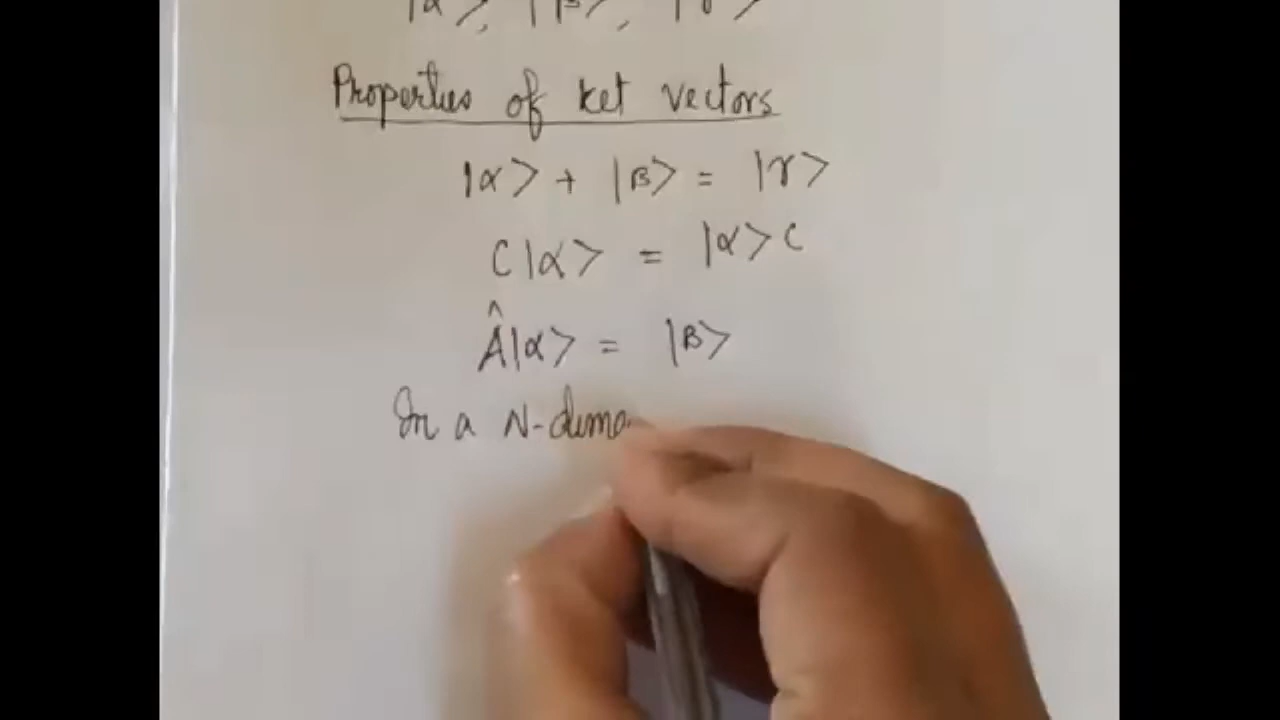 |α>, |β>, |γ>
Properties of ket vectors
|α> + |β> = |γ>
C|α> = |α>C
Â|α> = |β>
In a N-dime